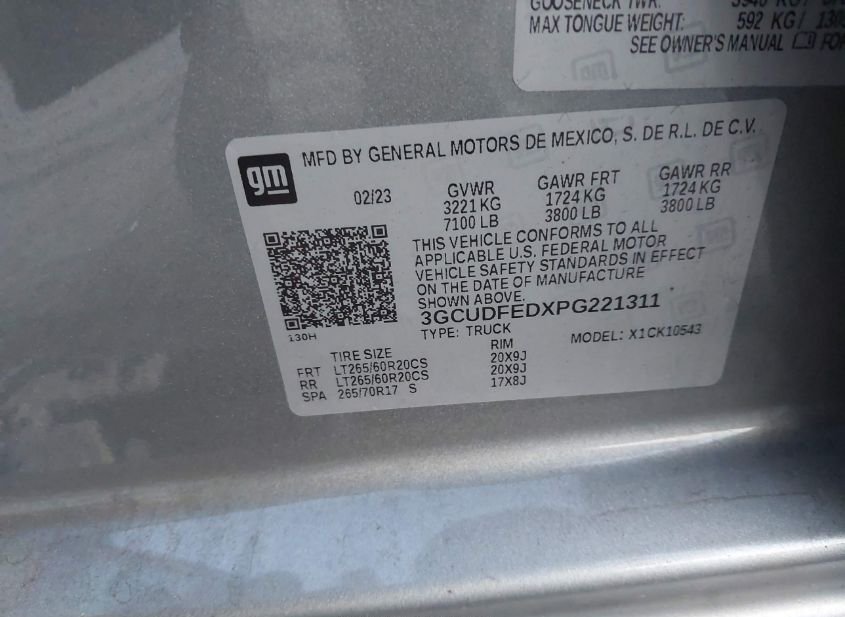 GOOSENECK TWR:
MAX TONGUE WEIGHT: 592 KG /
SEE OWNER'S MANUAL FOR
gm
MFD BY GENERAL MOTORS DE MEXICO, S. DE R.L. DE C.V.
02/23 GVWR GAWR FRT GAWR RR
3221 KG 1724 KG 1724 KG
7100 LB 3800 LB 3800 LB
THIS VEHICLE CONFORMS TO ALL
APPLICABLE U.S. FEDERAL MOTOR
VEHICLE SAFETY STANDARDS IN EFFECT
ON THE DATE OF MANUFACTURE
SHOWN ABOVE.
3GCUDFEDXPG221311
130H
TYPE: TRUCK MODEL: X1CK10543
TIRE SIZE RIM
FRT LT265/60R20CS 20X9J
RR LT265/60R20CS 20X9J
SPA 265/70R17 S 17X8J